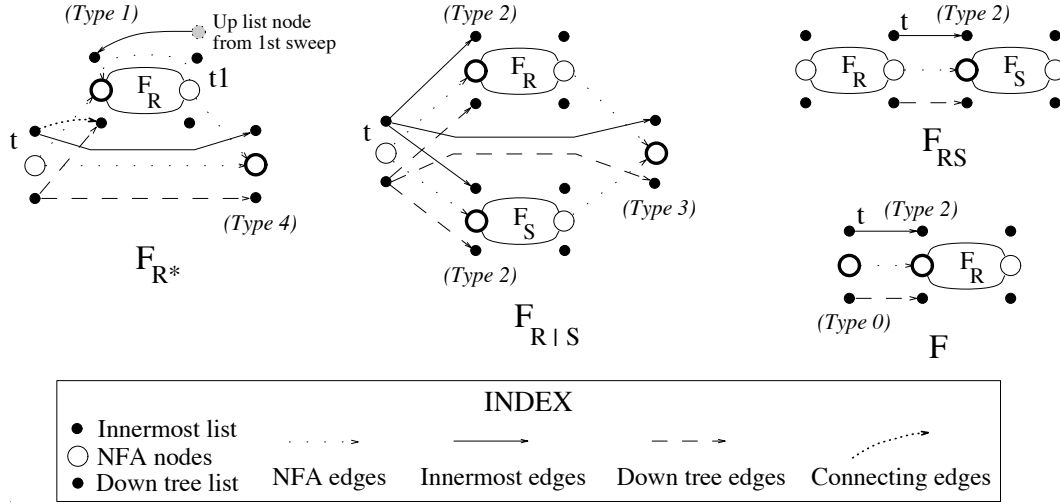 (Type 1)
Up list node
from 1st sweep
t1
F_R
t
(Type 4)
F_R*
(Type 2)
F_R
t
F_S
(Type 3)
(Type 2)
F_R | S
t (Type 2)
F_R
F_S
F_RS
t (Type 2)
F_R
(Type 0)
F
INDEX
Innermost list
NFA nodes
Down tree list
NFA edges
Innermost edges
Down tree edges
Connecting edges